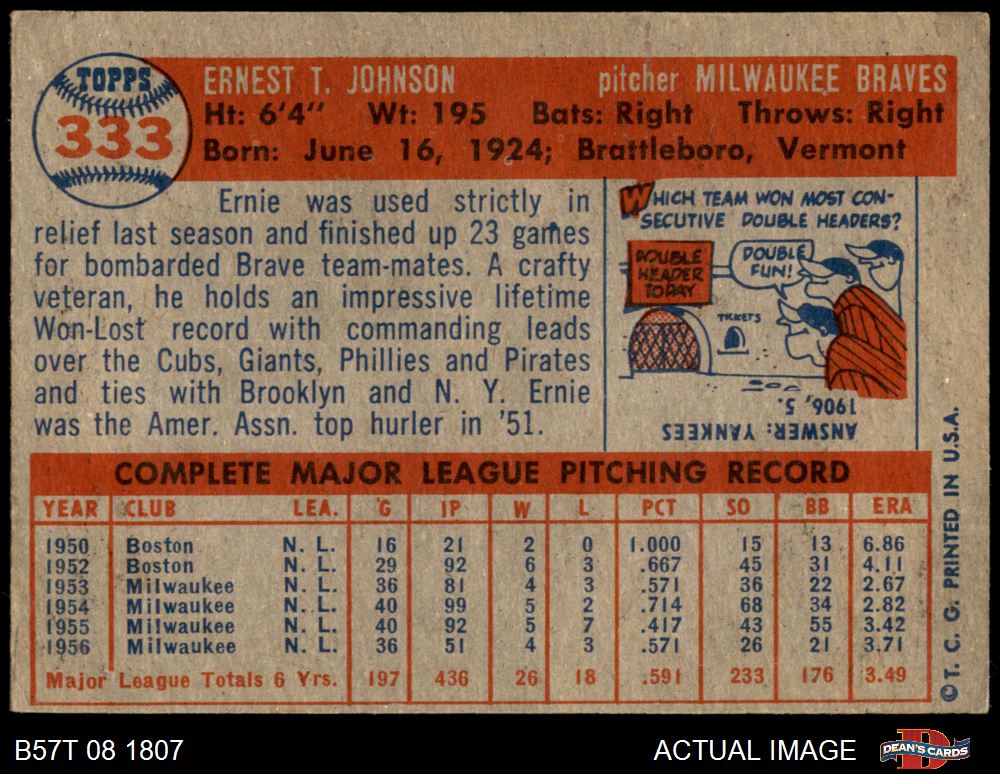 TOPPS
333
ERNEST T. JOHNSON pitcher MILWAUKEE BRAVES
Ht: 6'4" Wt: 195 Bats: Right Throws: Right
Born: June 16, 1924; Brattleboro, Vermont
Ernie was used strictly in
relief last season and finished up 23 games
for bombarded Brave team-mates. A crafty
veteran, he holds an impressive lifetime
Won-Lost record with commanding leads
over the Cubs, Giants, Phillies and Pirates
and ties with Brooklyn and N. Y. Ernie
was the Amer. Assn. top hurler in '51.
WHICH TEAM WON MOST CON-
SECUTIVE DOUBLE HEADERS?
DOUBLE
HEADER
TODAY
DOUBLE
FUN!
TICKETS
ANSWER: YANKEES
1906, 5.
COMPLETE MAJOR LEAGUE PITCHING RECORD
YEAR CLUB LEA. G IP W L PCT SO BB ERA
1950 Boston N. L. 16 21 2 0 1.000 15 13 6.86
1952 Boston N. L. 29 92 6 3 .667 45 31 4.11
1953 Milwaukee N. L. 36 81 4 3 .571 36 22 2.67
1954 Milwaukee N. L. 40 99 5 2 .714 68 34 2.82
1955 Milwaukee N. L. 40 92 5 7 .417 43 55 3.42
1956 Milwaukee N. L. 36 51 4 3 .571 26 21 3.71
Major League Totals 6 Yrs. 197 436 26 18 .591 233 176 3.49
©T. C. G. PRINTED IN U.S.A.
B57T 08 1807
ACTUAL IMAGE
DEAN'S CARDS